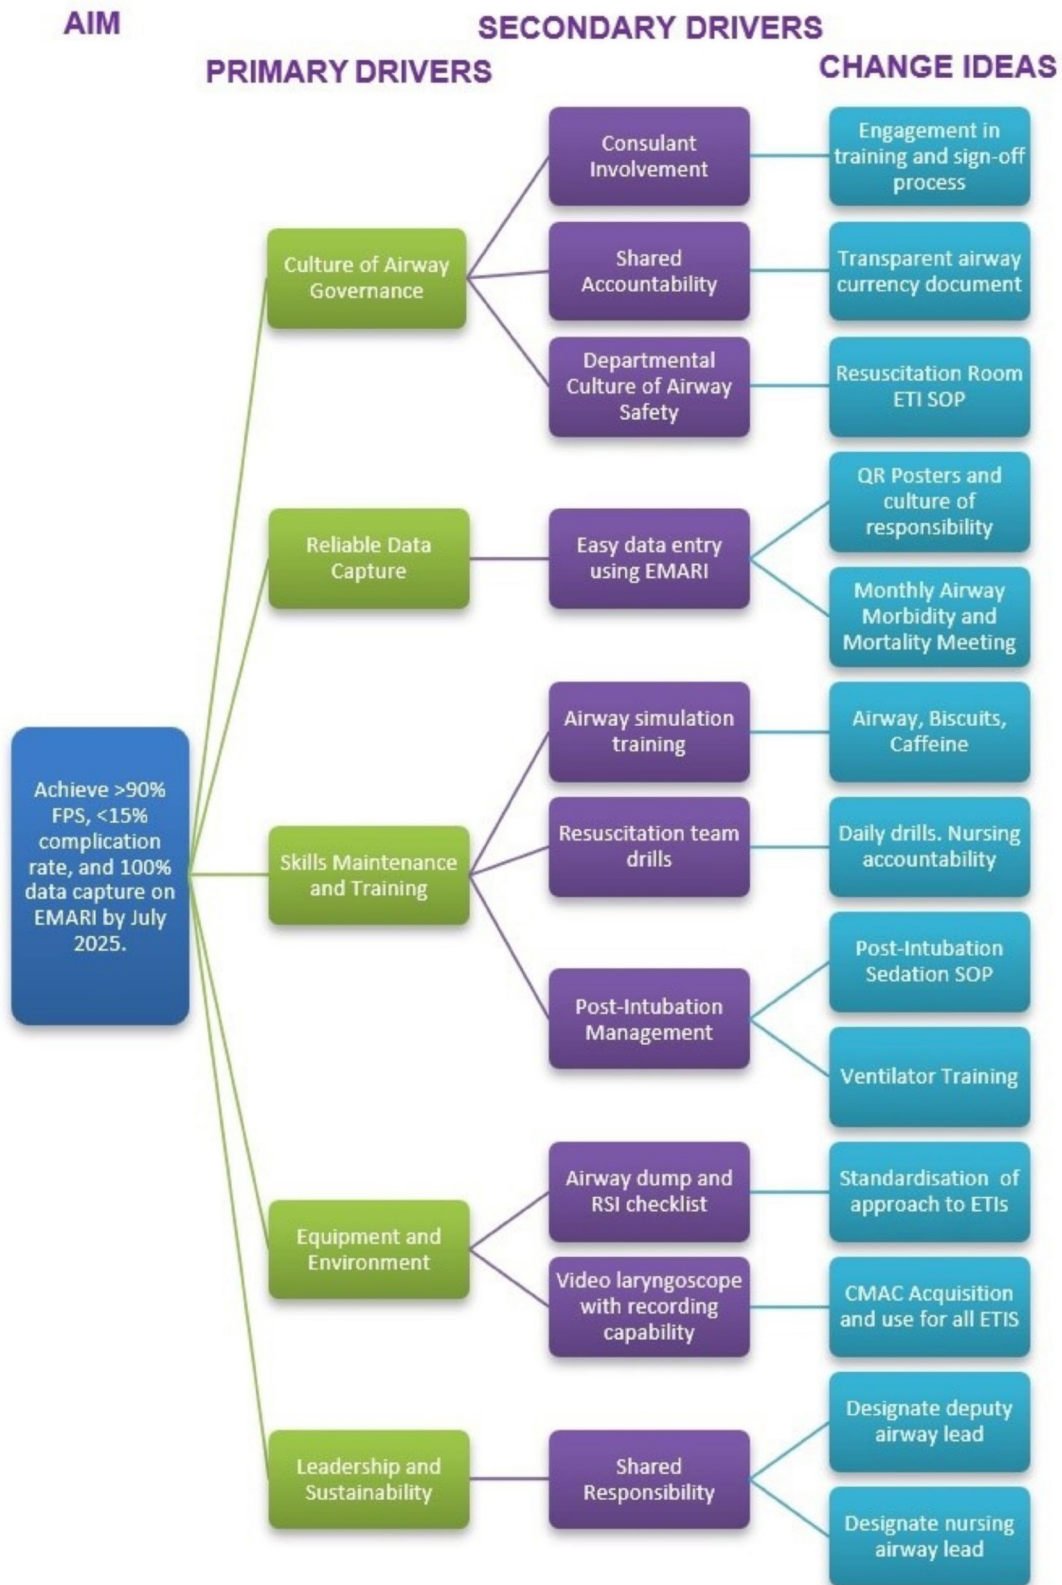 AIM
SECONDARY DRIVERS
PRIMARY DRIVERS
CHANGE IDEAS
Achieve >90%
FPS, <15%
complication
rate, and 100%
data capture on
EMARI by July
2025.
Culture of Airway
Governance
Consulant
Involvement
Engagement in
training and sign-off
process
Shared
Accountability
Transparent airway
currency document
Departmental
Culture of Airway
Safety
Resuscitation Room
ETI SOP
Reliable Data
Capture
Easy data entry
using EMARI
QR Posters and
culture of
responsibility
Monthly Airway
Morbidity and
Mortality Meeting
Skills Maintenance
and Training
Airway simulation
training
Airway, Biscuits,
Caffeine
Resuscitation team
drills
Daily drills. Nursing
accountability
Post-Intubation
Management
Post-Intubation
Sedation SOP
Ventilator Training
Equipment and
Environment
Airway dump and
RSI checklist
Standardisation of
approach to ETIs
Video laryngoscope
with recording
capability
CMAC Acquisition
and use for all ETIS
Leadership and
Sustainability
Shared
Responsibility
Designate deputy
airway lead
Designate nursing
airway lead